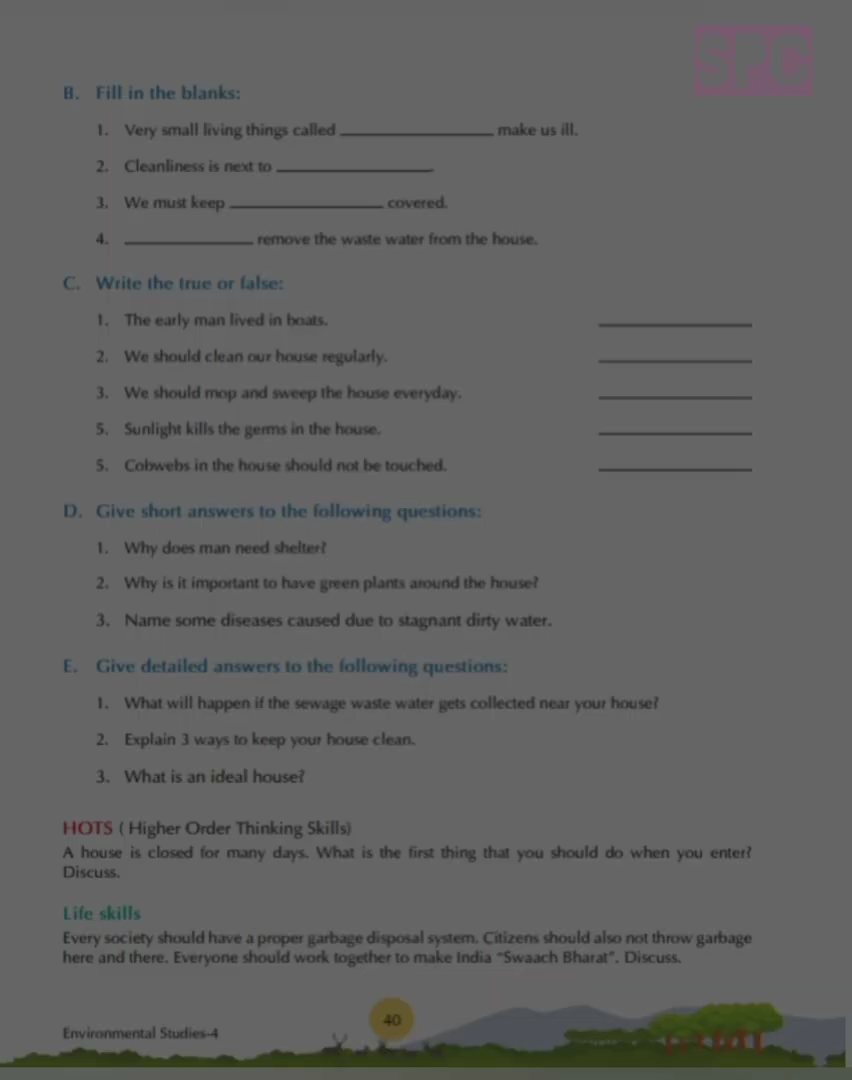 SPC
B. Fill in the blanks:
1. Very small living things called ________________ make us ill.
2. Cleanliness is next to ________________
3. We must keep ________________ covered.
4. ________________ remove the waste water from the house.
C. Write the true or false:
1. The early man lived in boats. ________________
2. We should clean our house regularly. ________________
3. We should mop and sweep the house everyday. ________________
5. Sunlight kills the germs in the house. ________________
5. Cobwebs in the house should not be touched. ________________
D. Give short answers to the following questions:
1. Why does man need shelter?
2. Why is it important to have green plants around the house?
3. Name some diseases caused due to stagnant dirty water.
E. Give detailed answers to the following questions:
1. What will happen if the sewage waste water gets collected near your house?
2. Explain 3 ways to keep your house clean.
3. What is an ideal house?
HOTS ( Higher Order Thinking Skills)
A house is closed for many days. What is the first thing that you should do when you enter?
Discuss.
Life skills
Every society should have a proper garbage disposal system. Citizens should also not throw garbage
here and there. Everyone should work together to make India "Swaach Bharat". Discuss.
40
Environmental Studies-4